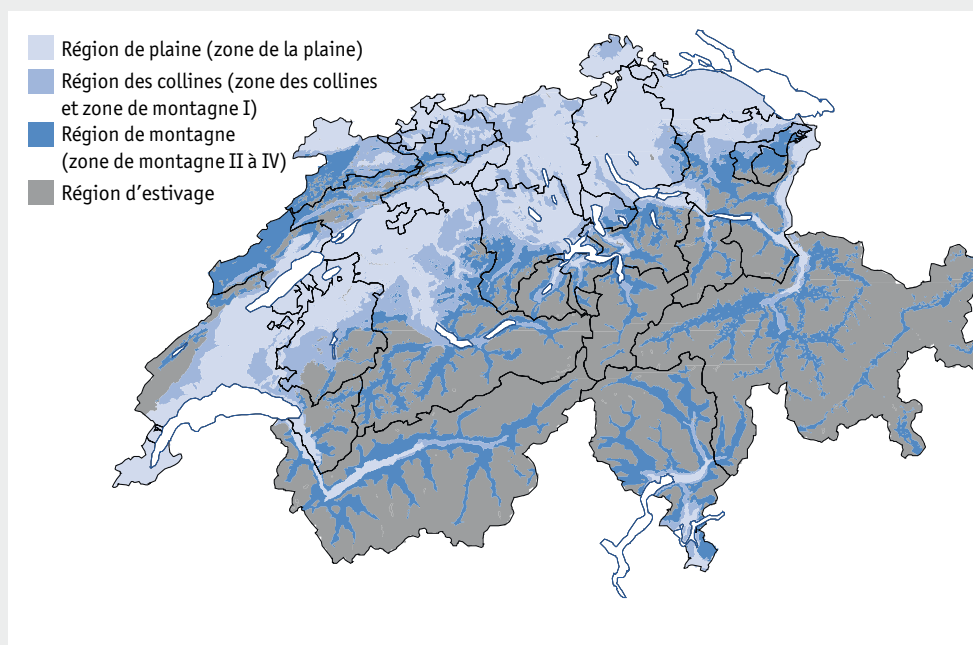 Région de plaine (zone de la plaine)
Région des collines (zone des collines
et zone de montagne I)
Région de montagne
(zone de montagne II à IV)
Région d’estivage